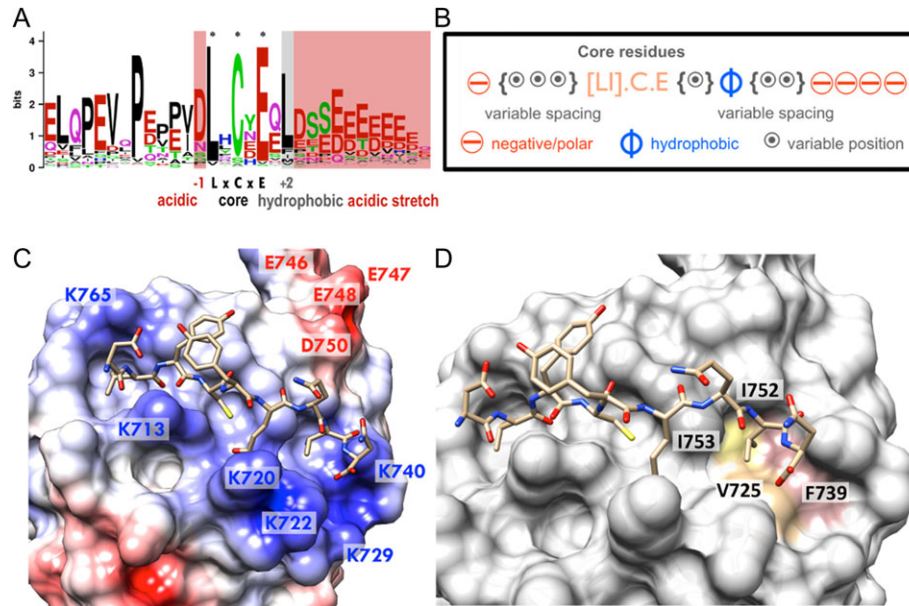 A
bits
4
3
2
1
0
* * *
-1 L x C x E +2
acidic core hydrophobic acidic stretch
B
Core residues
{ } [LI].C.E { } Φ { }
variable spacing variable spacing
negative/polar Φ hydrophobic variable position
C
E746
E747
K765
E748
D750
K713
K720
K740
K722
K729
D
I752
I753
V725
F739